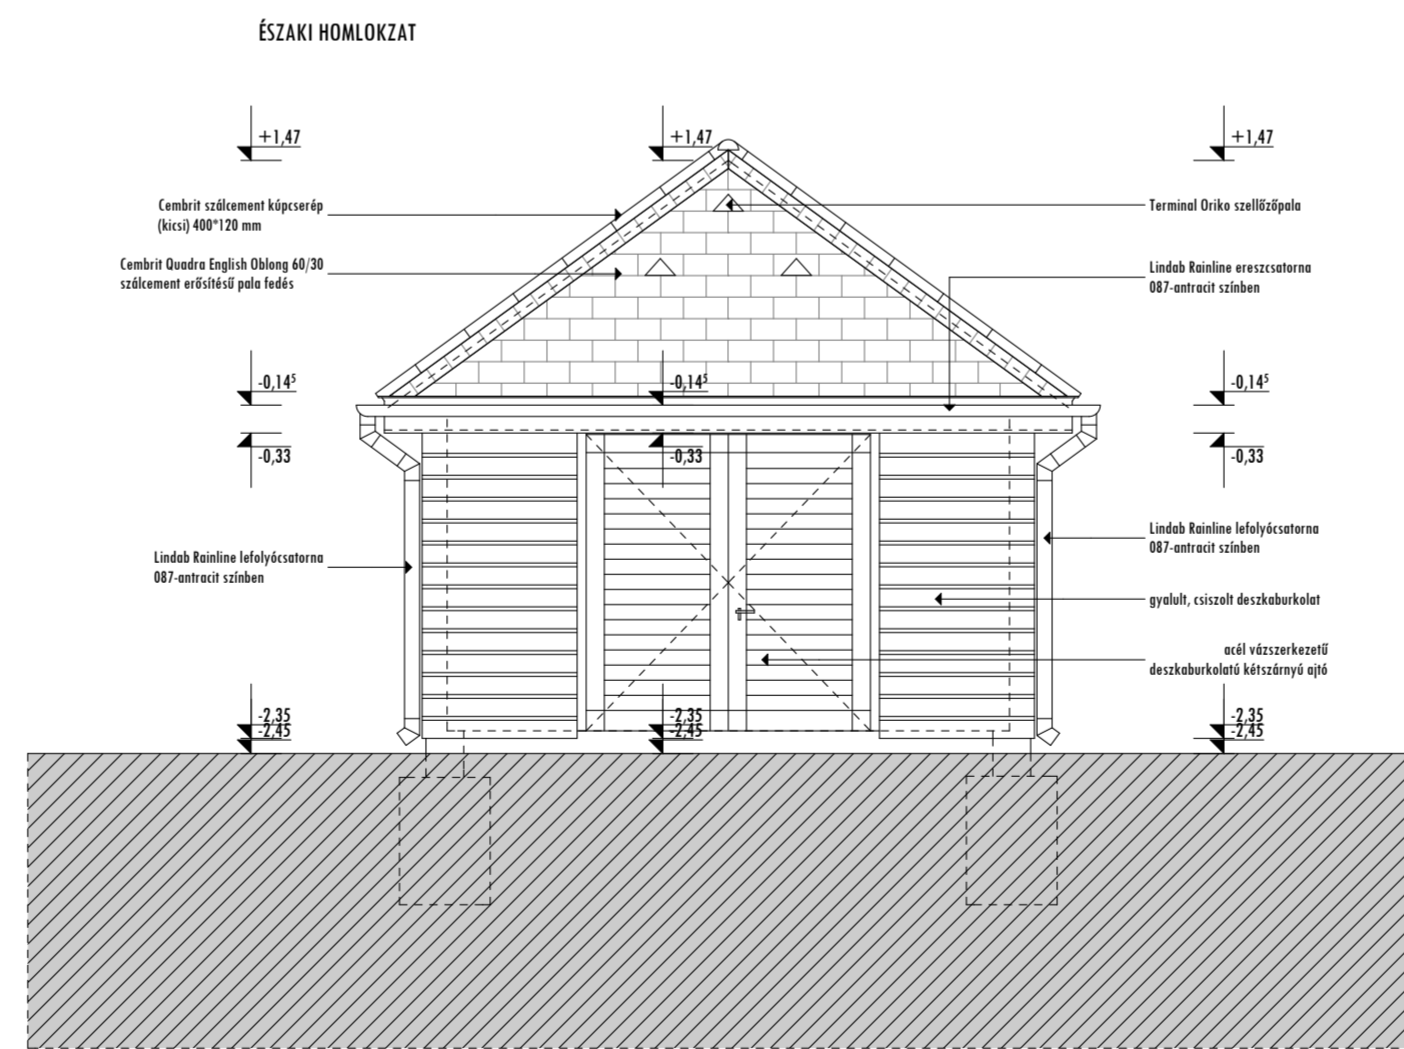 ÉSZAKI HOMLOKZAT
+1,47
+1,47
+1,47
Cembrit szálcement kúpcserép
(kicsi) 400*120 mm
Terminal Oriko szellőzőpala
Cembrit Quadra English Oblong 60/30
szálcement erősítésű pala fedés
Lindab Rainline ereszcsatorna
087-antracit színben
-0,14⁵
-0,14⁵
-0,14⁵
-0,33
-0,33
-0,33
Lindab Rainline lefolyócsatorna
087-antracit színben
Lindab Rainline lefolyócsatorna
087-antracit színben
gyalult, csiszolt deszkaburkolat
acél vázszerkezetű
deszkaburkolatú kétszárnyú ajtó
-2,35
-2,35
-2,35
-2,45
-2,45
-2,45